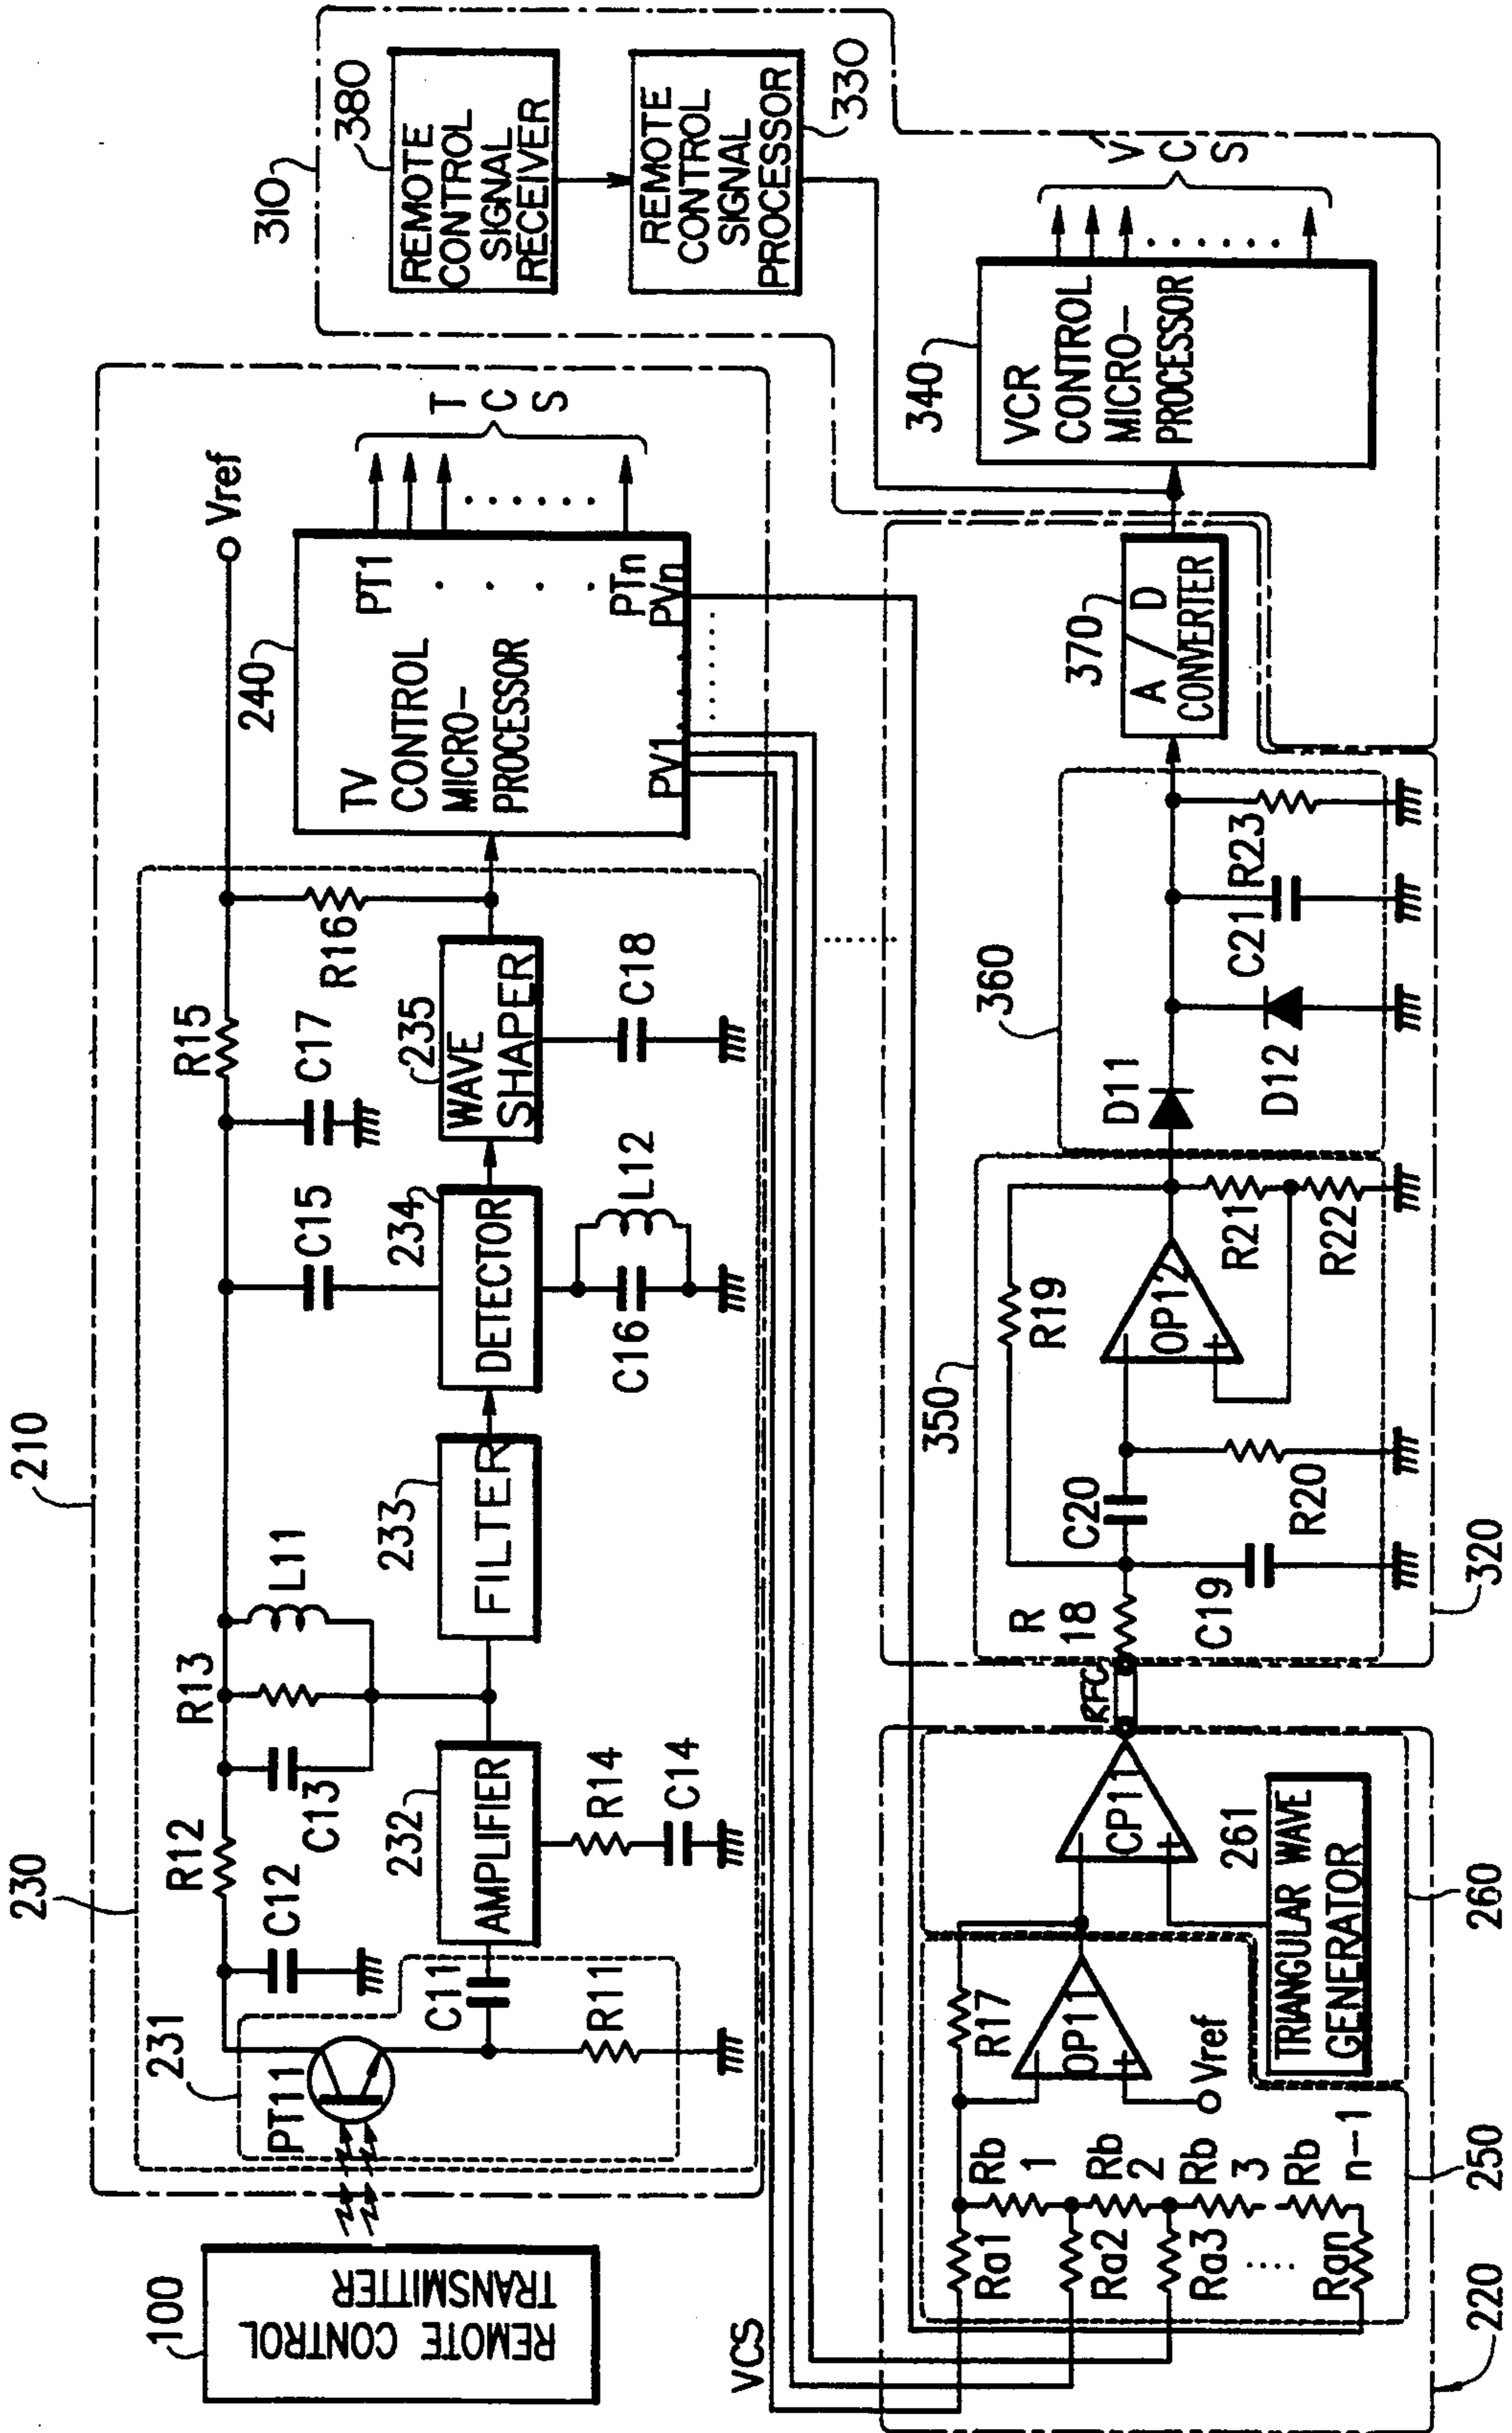 210
230
231
PT11
R12
C12
C13
R13
L11
C15
R15
C17
R16
Vref
240
TV
CONTROL
MICRO-
PROCESSOR
PT1
PTn
PV1
PVn
T
C
S
310
380
REMOTE
CONTROL
SIGNAL
RECEIVER
REMOTE
CONTROL
SIGNAL
PROCESSOR
330
100
REMOTE CONTROL
TRANSMITTER
C11
R11
232
AMPLIFIER
R14
C14
233
FILTER
234
DETECTOR
C16
L12
235
WAVE
SHAPER
C18
VCS
Ra1
Ra2
Ra3
Ran
Rb
1
Rb
2
Rb
3
Rb
n-1
R17
OP11
-
+
Vref
CP11
-
+
261
TRIANGULAR WAVE
GENERATOR
220
250
260
RFC
350
R
18
C19
C20
R20
R19
OP12
-
+
R21
R22
320
360
D11
D12
C21
R23
370
A / D
CONVERTER
340
VCR
CONTROL
MICRO-
PROCESSOR
V
C
S